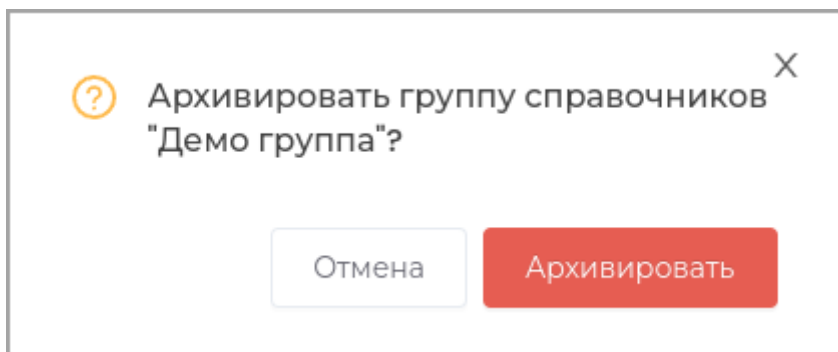 Архивировать группу справочников
"Демо группа"?
Отмена
Архивировать